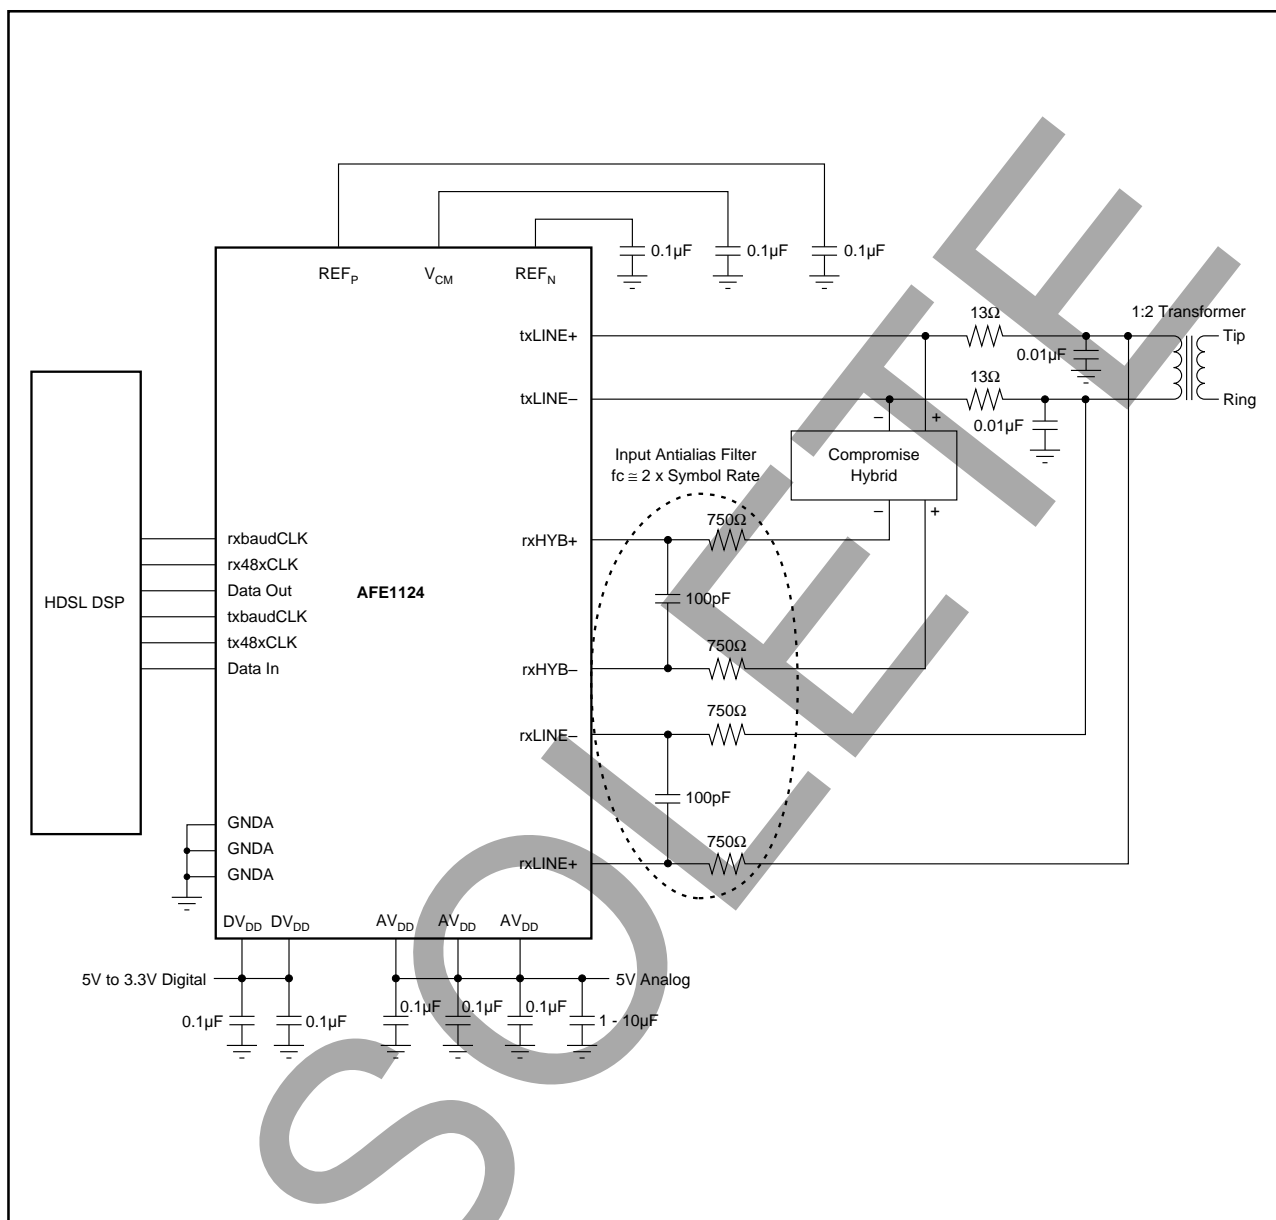 0.1µF 0.1µF 0.1µF
REFP VCM REFN
13Ω 1:2 Transformer
txLINE+ Tip
0.01µF
13Ω
txLINE– Ring
0.01µF
– +
Input Antialias Filter
fc ≅ 2 x Symbol Rate
Compromise
Hybrid
– +
750Ω
rxHYB+
100pF
750Ω
rxHYB–
750Ω
rxLINE–
100pF
750Ω
rxLINE+
HDSL DSP
rxbaudCLK
rx48xCLK
Data Out
txbaudCLK
tx48xCLK
Data In
AFE1124
GNDA
GNDA
GNDA
DVDD DVDD AVDD AVDD AVDD
5V to 3.3V Digital 5V Analog
0.1µF 0.1µF 0.1µF 0.1µF 0.1µF 1 - 10µF
SOLETE